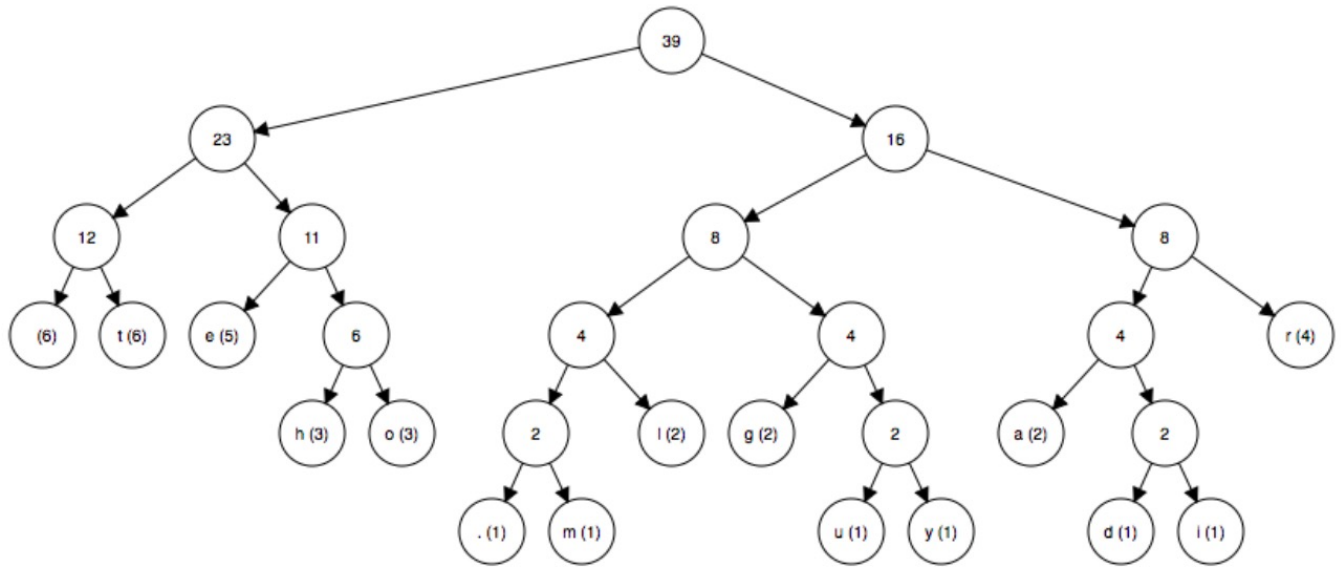 39
23 16
12 11 8 8
(6) t (6) e (5) 6 4 4 4 r (4)
h (3) o (3) 2 l (2) g (2) 2 a (2) 2
. (1) m (1) u (1) y (1) d (1) i (1)